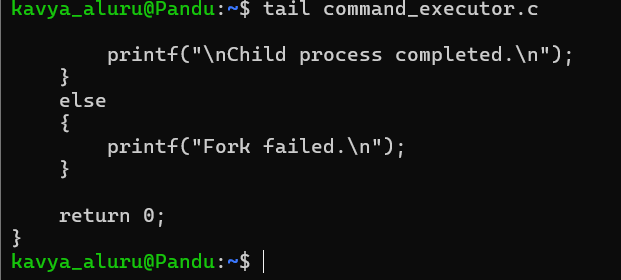 kavya_aluru@Pandu:~$ tail command_executor.c
        printf("\nChild process completed.\n");
    }
    else
    {
        printf("Fork failed.\n");
    }
    return 0;
}
kavya_aluru@Pandu:~$